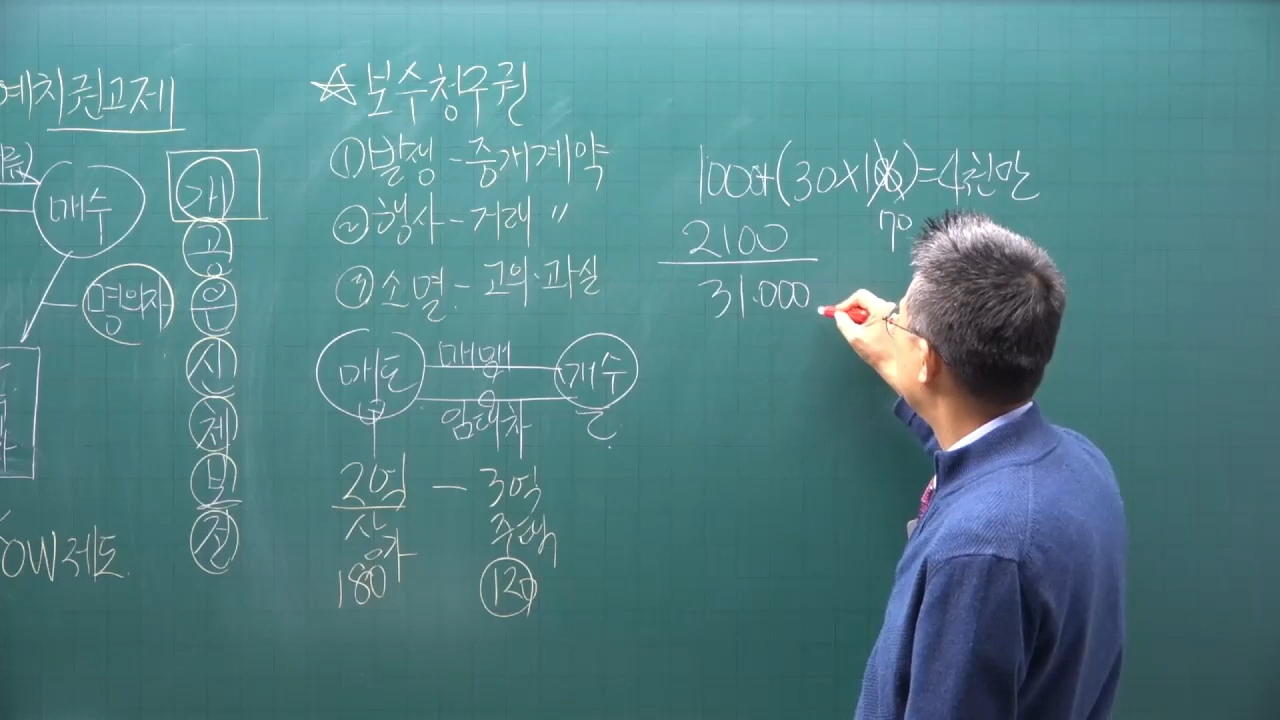 예치권고제
매수
명의자
OW제도
개
공
은
신
체
보
전
☆보수청구권
①발생-중개계약
②행사-거래 〃
③소멸-고의·과실
매도
매매
매수
임대차
2억 - 3억
상가
주택
180
120
1000+(30×100)=4천만
70
2100
31.000